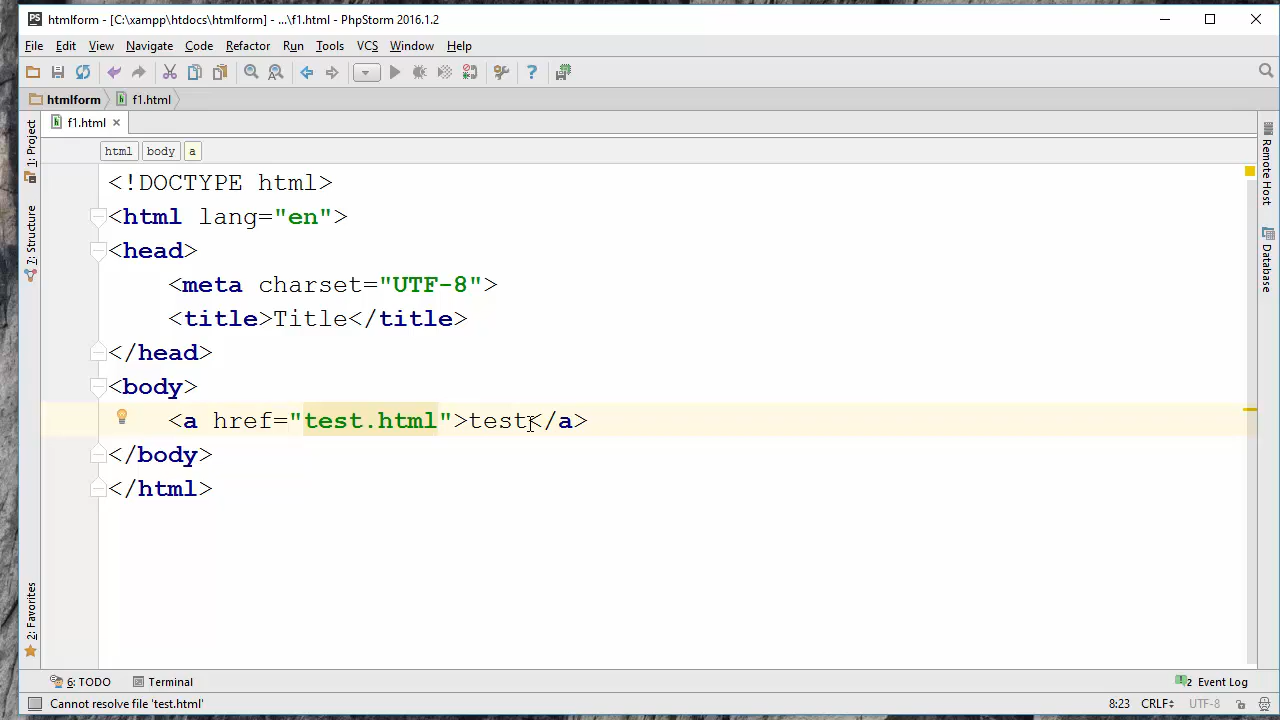 PS htmlform - [C:\xampp\htdocs\htmlform] - ...\f1.html - PhpStorm 2016.1.2
File Edit View Navigate Code Refactor Run Tools VCS Window Help
htmlform f1.html
f1.html
html body a
<!DOCTYPE html>
<html lang="en">
<head>
<meta charset="UTF-8">
<title>Title</title>
</head>
<body>
<a href="test.html">test</a>
</body>
</html>
1: Project
7: Structure
2: Favorites
Remote Host
Database
6: TODO Terminal
2 Event Log
Cannot resolve file 'test.html'
8:23 CRLF UTF-8